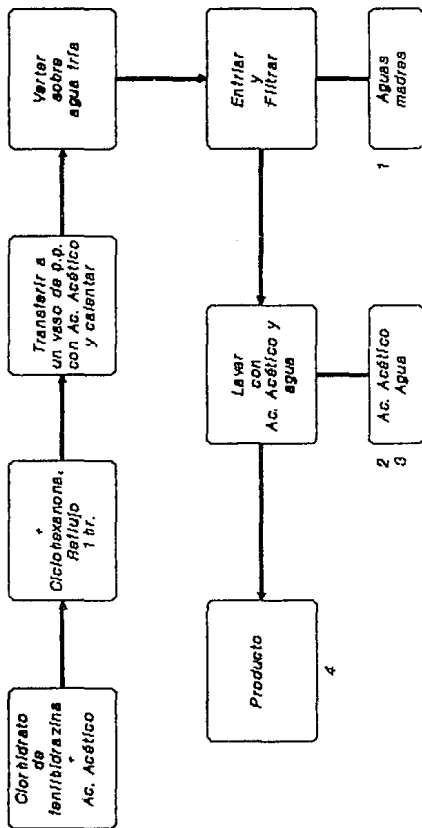 Clorhidrato
de
fenilhidrazina
+
Ac. Acético
+
Ciclohexanona,
Reflujo
1 hr.
Transferir a
un vaso de p.p.
con Ac. Acético
y calentar
Verter
sobre
agua fría
Enfriar
y
Filtrar
Aguas
madres
1
Lavar
con
Ac. Acético y
agua
Ac. Acético
Agua
2
3
Producto
4